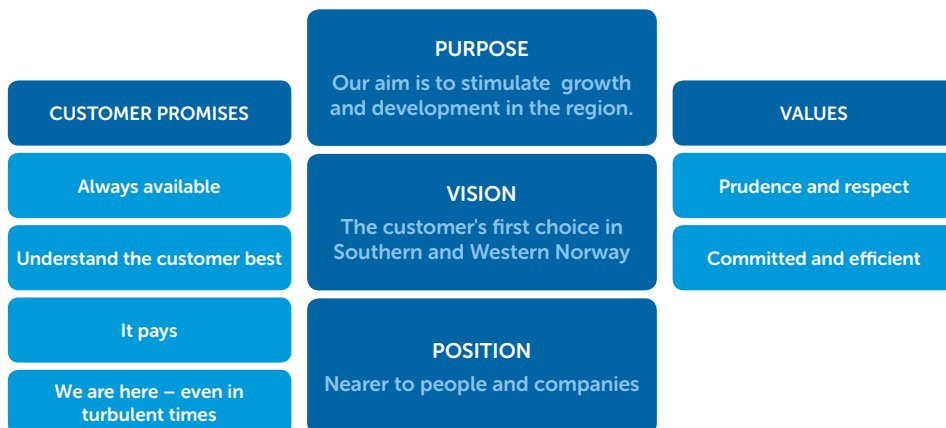 CUSTOMER PROMISES
Always available
Understand the customer best
It pays
We are here – even in
turbulent times
PURPOSE
Our aim is to stimulate growth
and development in the region.
VISION
The customer's first choice in
Southern and Western Norway
POSITION
Nearer to people and companies
VALUES
Prudence and respect
Committed and efficient